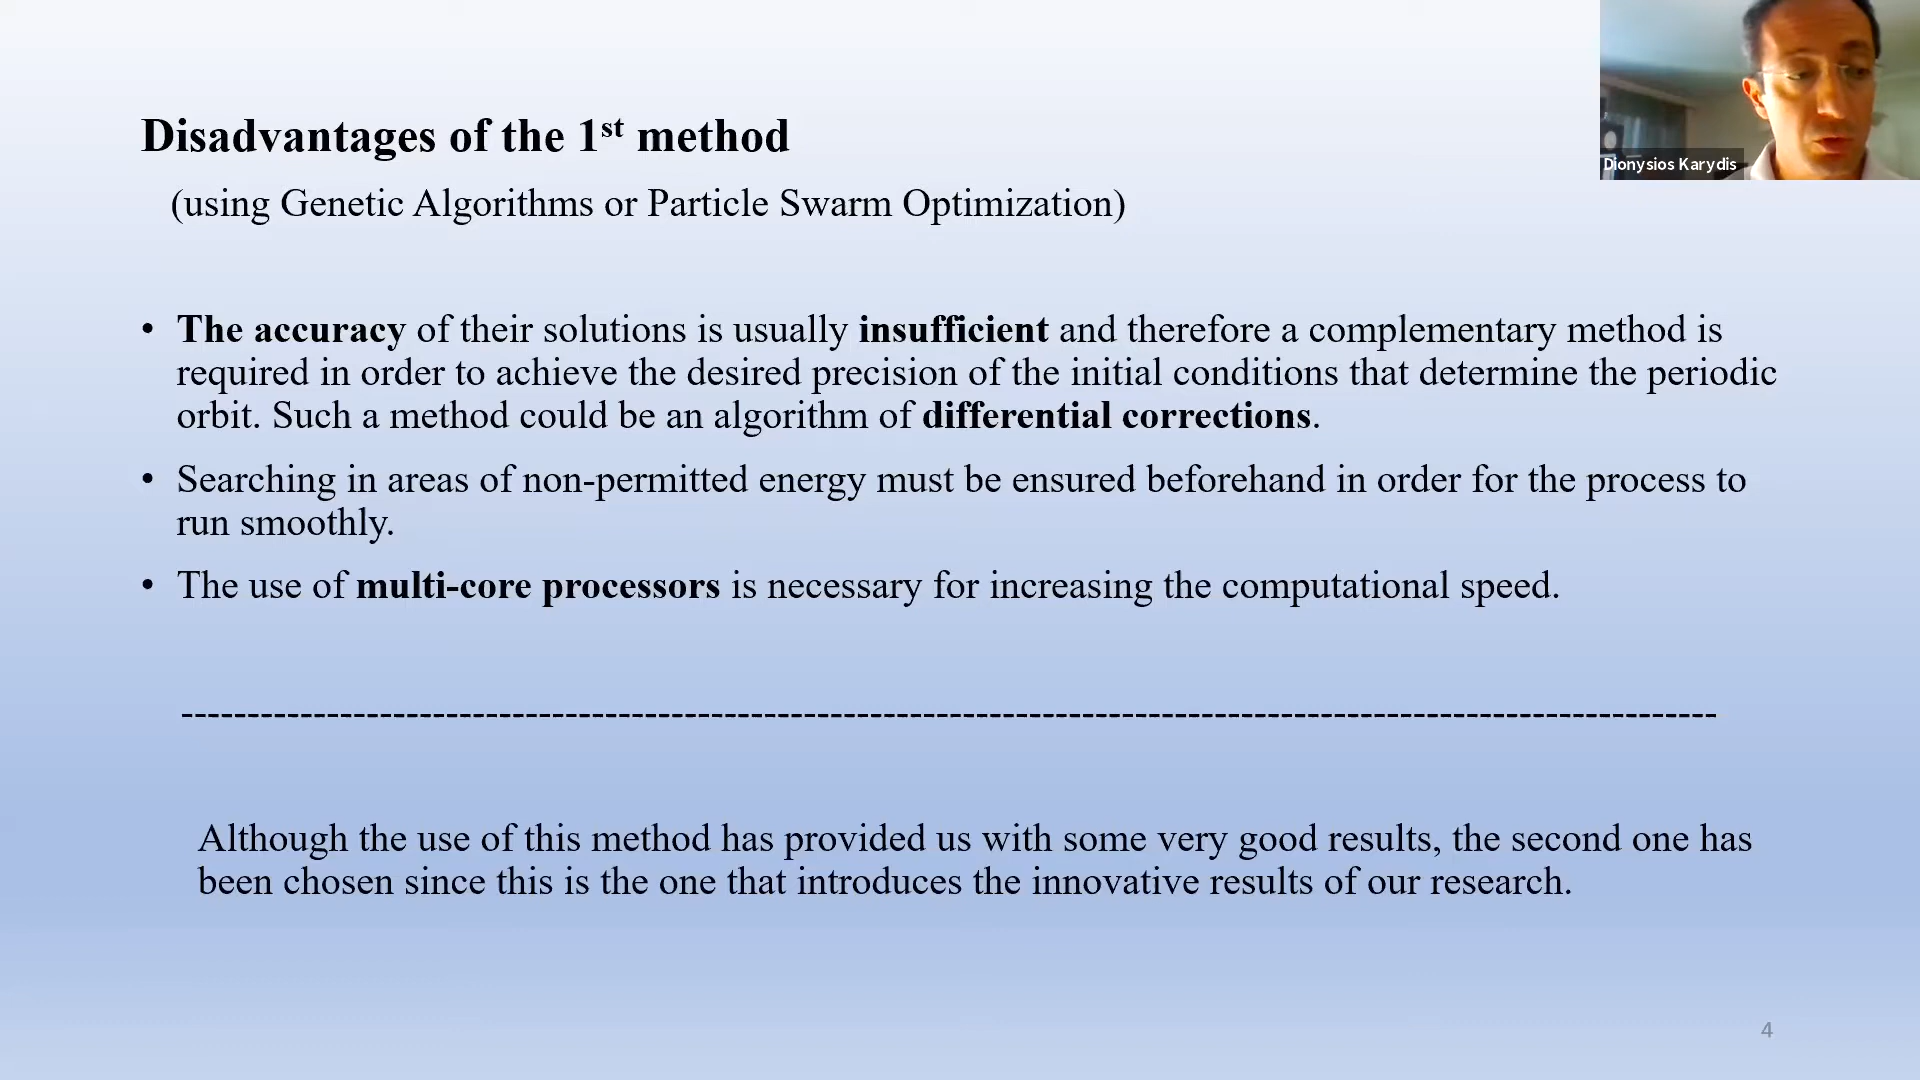 Disadvantages of the 1st method
(using Genetic Algorithms or Particle Swarm Optimization)
Dionysios Karydis
• The accuracy of their solutions is usually insufficient and therefore a complementary method is
required in order to achieve the desired precision of the initial conditions that determine the periodic
orbit. Such a method could be an algorithm of differential corrections.
• Searching in areas of non-permitted energy must be ensured beforehand in order for the process to
run smoothly.
• The use of multi-core processors is necessary for increasing the computational speed.
---------------------------------------------------------------------------------------------------------------------
Although the use of this method has provided us with some very good results, the second one has
been chosen since this is the one that introduces the innovative results of our research.
4